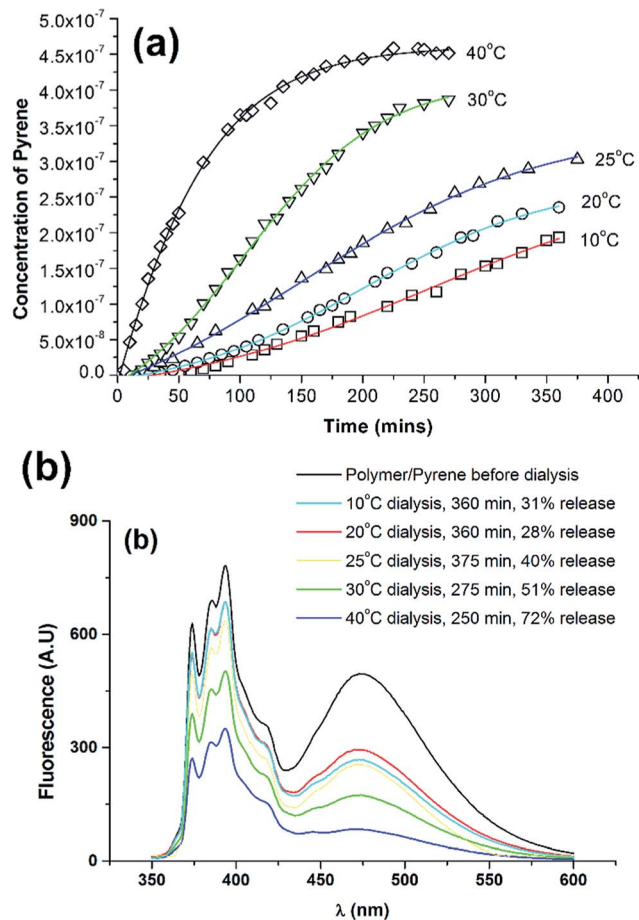 (a)
5.0x10⁻⁷
4.5x10⁻⁷
4.0x10⁻⁷
3.5x10⁻⁷
3.0x10⁻⁷
2.5x10⁻⁷
2.0x10⁻⁷
1.5x10⁻⁷
1.0x10⁻⁷
5.0x10⁻⁸
0.0
Concentration of Pyrene
40°C
30°C
25°C
20°C
10°C
0 50 100 150 200 250 300 350 400
Time (mins)
(b)
(b)
Polymer/Pyrene before dialysis
10°C dialysis, 360 min, 31% release
20°C dialysis, 360 min, 28% release
25°C dialysis, 375 min, 40% release
30°C dialysis, 275 min, 51% release
40°C dialysis, 250 min, 72% release
900
600
300
0
Fluorescence (A.U)
350 400 450 500 550 600
λ (nm)